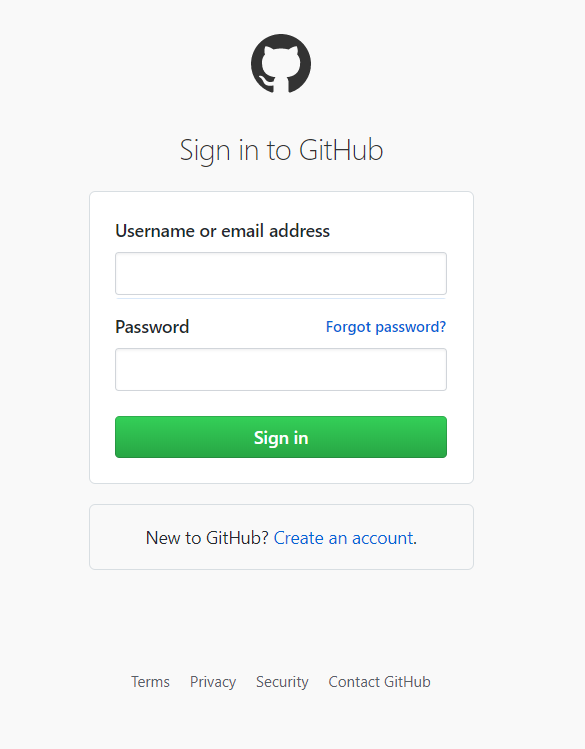 Sign in to GitHub
Username or email address
Password Forgot password?
Sign in
New to GitHub? Create an account.
Terms Privacy Security Contact GitHub